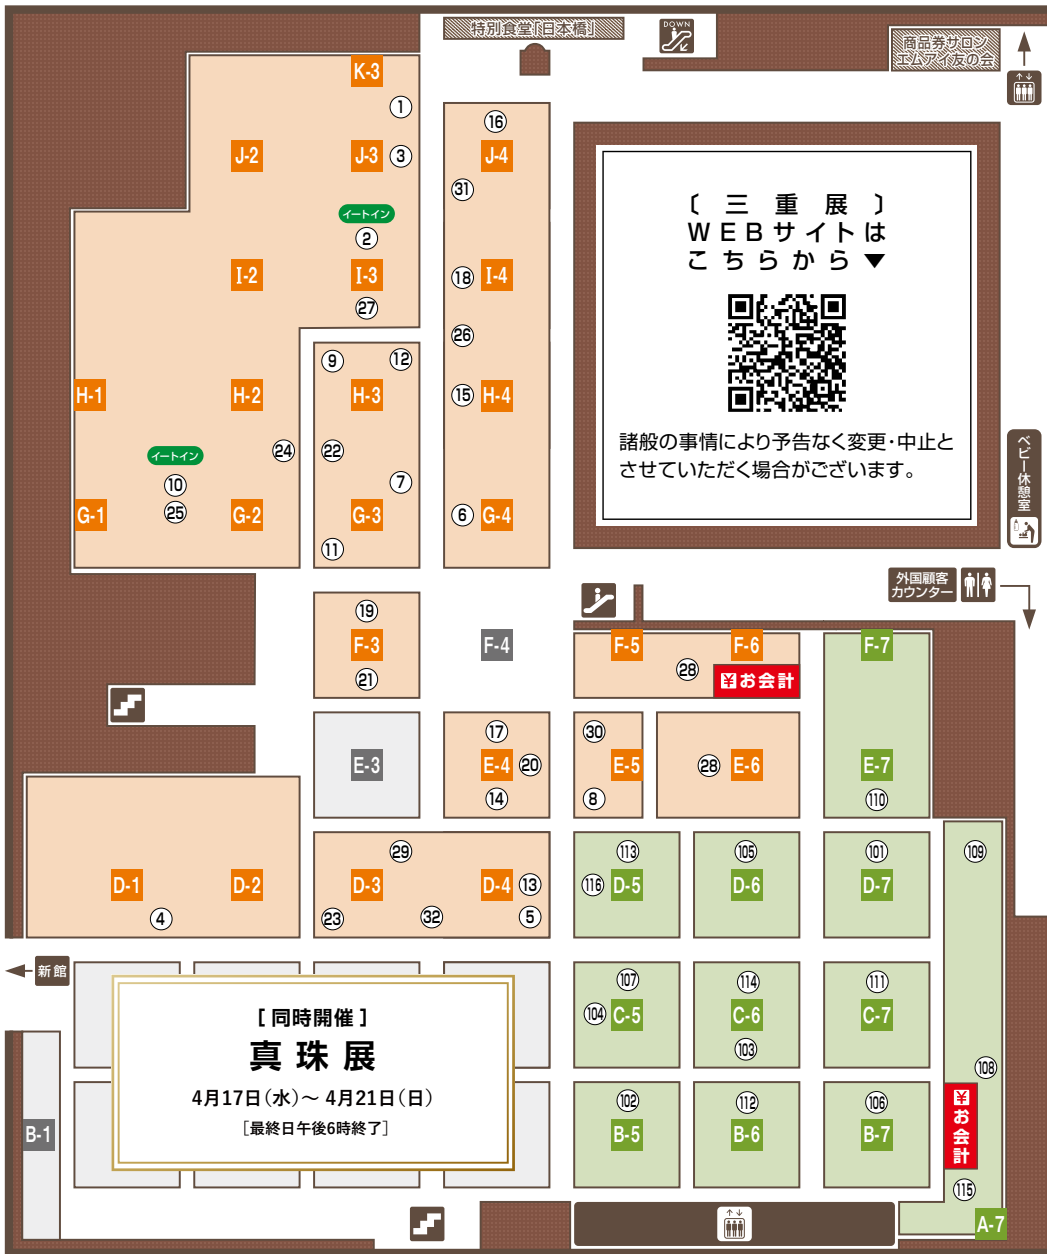 特別食堂「日本橋」
DOWN
商品券サロン
エムアイ友の会
K-3
①
⑯
J-2
J-3
③
J-4
㉛
イートイン
②
I-2
I-3
⑱
I-4
㉗
㉖
〔三重展〕
WEBサイトは
こちらから▼
諸般の事情により予告なく変更・中止と
させていただく場合がございます。
⑨
⑫
H-1
H-2
H-3
⑮
H-4
イートイン
㉔
㉒
⑩
⑦
G-1
㉕
G-2
G-3
⑥
G-4
⑪
ベビー休憩室
外国顧客
カウンター
⑲
F-3
F-4
F-5
F-6
F-7
㉑
㉘
¥お会計
⑰
㉚
E-3
E-4
⑳
E-5
㉘
E-6
E-7
⑭
⑧
110
㉙
113
105
101
109
D-1
D-2
D-3
D-4
⑬
116
D-5
D-6
D-7
④
㉓
㉜
⑤
新館
107
114
111
104
C-5
C-6
C-7
103
[同時開催]
真珠展
4月17日(水)～4月21日(日)
[最終日午後6時終了]
108
102
112
106
¥お会計
B-1
B-5
B-6
B-7
115
A-7